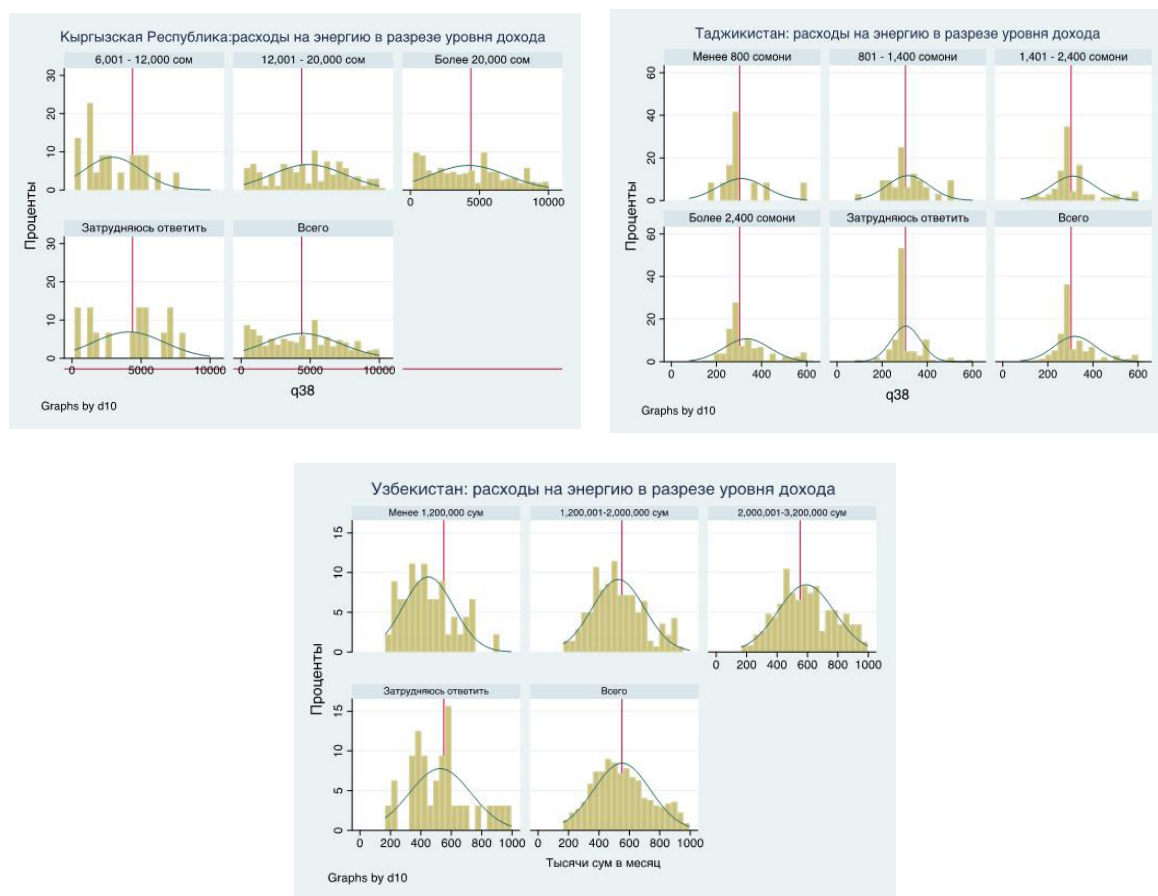 Кыргызская Республика:расходы на энергию в разрезе уровня дохода
6,001 - 12,000 сом
12,001 - 20,000 сом
Более 20,000 сом
30
20
10
0
0
5000
10000
Затрудняюсь ответить
Всего
30
20
10
0
0
5000
10000
0
5000
10000
Проценты
q38
Graphs by d10
Таджикистан: расходы на энергию в разрезе уровня дохода
Менее 800 сомони
801 - 1,400 сомони
1,401 - 2,400 сомони
60
40
20
0
Более 2,400 сомони
Затрудняюсь ответить
Всего
60
40
20
0
0
200
400
600
0
200
400
600
0
200
400
600
Проценты
q38
Graphs by d10
Узбекистан: расходы на энергию в разрезе уровня дохода
Менее 1,200,000 сум
1,200,001-2,000,000 сум
2,000,001-3,200,000 сум
15
10
5
0
0
200
400
600
800
1000
Затрудняюсь ответить
Всего
15
10
5
0
0
200
400
600
800
1000
0
200
400
600
800
1000
Проценты
Тысячи сум в месяц
Graphs by d10